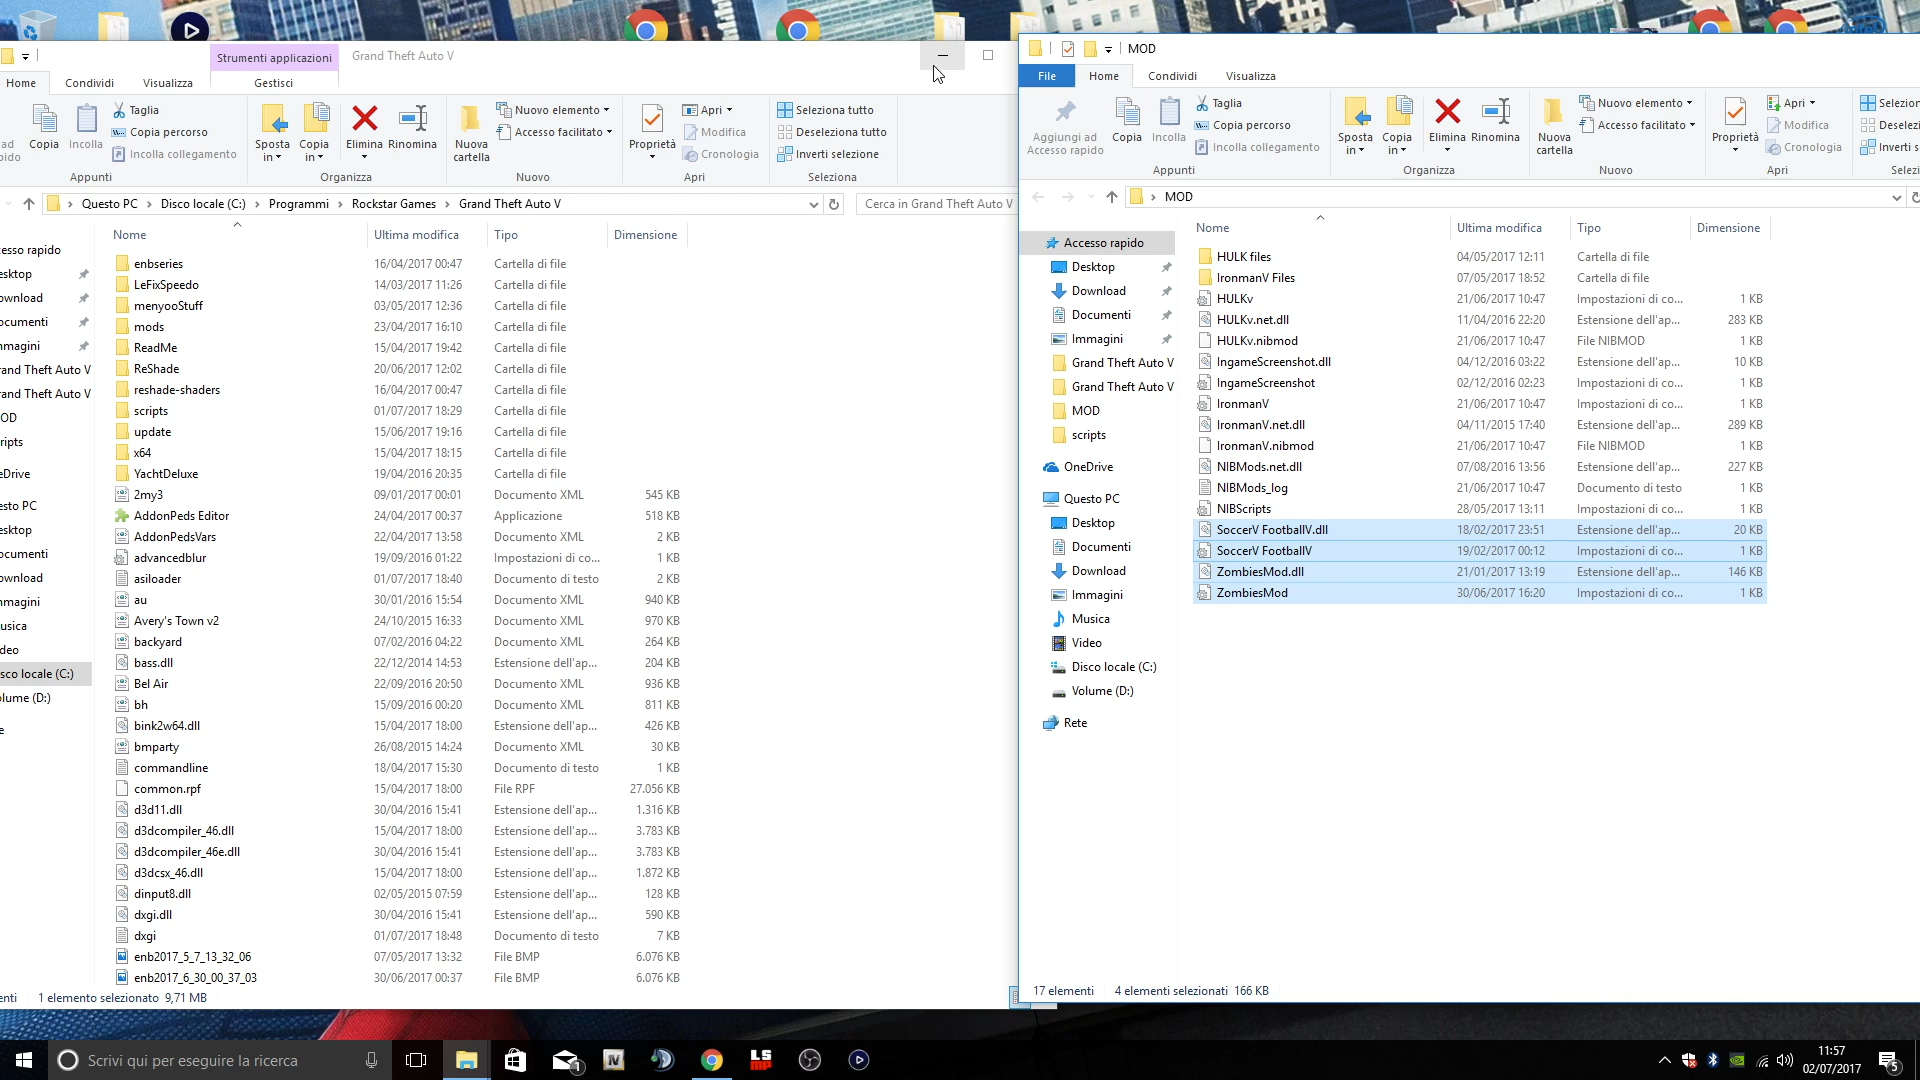 Strumenti applicazioni
Grand Theft Auto V
Home
Condividi
Visualizza
Gestisci
Copia
Incolla
Taglia
Copia percorso
Incolla collegamento
Appunti
Sposta in
Copia in
Elimina
Rinomina
Organizza
Nuova cartella
Nuovo elemento
Accesso facilitato
Nuovo
Proprietà
Apri
Modifica
Cronologia
Apri
Seleziona tutto
Deseleziona tutto
Inverti selezione
Seleziona
Questo PC > Disco locale (C:) > Programmi > Rockstar Games > Grand Theft Auto V
Cerca in Grand Theft Auto V
Nome Ultima modifica Tipo Dimensione
enbseries 16/04/2017 00:47 Cartella di file
LeFixSpeedo 14/03/2017 11:26 Cartella di file
menyooStuff 03/05/2017 12:36 Cartella di file
mods 23/04/2017 16:10 Cartella di file
ReadMe 15/04/2017 19:42 Cartella di file
ReShade 20/06/2017 12:02 Cartella di file
reshade-shaders 16/04/2017 00:47 Cartella di file
scripts 01/07/2017 18:29 Cartella di file
update 15/06/2017 19:16 Cartella di file
x64 15/04/2017 18:15 Cartella di file
YachtDeluxe 19/04/2016 20:35 Cartella di file
2my3 09/01/2017 00:01 Documento XML 545 KB
AddonPeds Editor 24/04/2017 00:37 Applicazione 518 KB
AddonPedsVars 22/04/2017 13:58 Documento XML 2 KB
advancedblur 19/09/2016 01:22 Impostazioni di co... 1 KB
asiloader 01/07/2017 18:40 Documento di testo 2 KB
au 30/01/2016 15:54 Documento XML 940 KB
Avery's Town v2 24/10/2015 16:33 Documento XML 970 KB
backyard 07/02/2016 04:22 Documento XML 264 KB
bass.dll 22/12/2014 14:53 Estensione dell'ap... 204 KB
Bel Air 22/09/2016 20:50 Documento XML 936 KB
bh 15/09/2016 00:20 Documento XML 811 KB
bink2w64.dll 15/04/2017 18:00 Estensione dell'ap... 426 KB
bmparty 26/08/2015 14:24 Documento XML 30 KB
commandline 18/04/2017 15:30 Documento di testo 1 KB
common.rpf 15/04/2017 18:00 File RPF 27.056 KB
d3d11.dll 30/04/2016 15:41 Estensione dell'ap... 1.316 KB
d3dcompiler_46.dll 15/04/2017 18:00 Estensione dell'ap... 3.783 KB
d3dcompiler_46e.dll 30/04/2016 15:41 Estensione dell'ap... 3.783 KB
d3dcsx_46.dll 15/04/2017 18:00 Estensione dell'ap... 1.872 KB
dinput8.dll 02/05/2015 07:59 Estensione dell'ap... 128 KB
dxgi.dll 30/04/2016 15:41 Estensione dell'ap... 590 KB
dxgi 01/07/2017 18:48 Documento di testo 7 KB
enb2017_5_7_13_32_06 07/05/2017 13:32 File BMP 6.076 KB
enb2017_6_30_00_37_03 30/06/2017 00:37 File BMP 6.076 KB
1 elemento selezionato 9,71 MB
MOD
File
Home
Condividi
Visualizza
Aggiungi ad Accesso rapido
Copia
Incolla
Taglia
Copia percorso
Incolla collegamento
Appunti
Sposta in
Copia in
Elimina
Rinomina
Organizza
Nuova cartella
Nuovo elemento
Accesso facilitato
Nuovo
Proprietà
Apri
Modifica
Cronologia
Apri
Selezion
Deselezi
Inverti s
Selezi
MOD
Accesso rapido
Desktop
Download
Documenti
Immagini
Grand Theft Auto V
Grand Theft Auto V
MOD
scripts
OneDrive
Questo PC
Desktop
Documenti
Download
Immagini
Musica
Video
Disco locale (C:)
Volume (D:)
Rete
Nome Ultima modifica Tipo Dimensione
HULK files 04/05/2017 12:11 Cartella di file
IronmanV Files 07/05/2017 18:52 Cartella di file
HULKv 21/06/2017 10:47 Impostazioni di co... 1 KB
HULKv.net.dll 11/04/2016 22:20 Estensione dell'ap... 283 KB
HULKv.nibmod 21/06/2017 10:47 File NIBMOD 1 KB
IngameScreenshot.dll 04/12/2016 03:22 Estensione dell'ap... 10 KB
IngameScreenshot 02/12/2016 02:23 Impostazioni di co... 1 KB
IronmanV 21/06/2017 10:47 Impostazioni di co... 1 KB
IronmanV.net.dll 04/11/2015 17:40 Estensione dell'ap... 289 KB
IronmanV.nibmod 21/06/2017 10:47 File NIBMOD 1 KB
NIBMods.net.dll 07/08/2016 13:56 Estensione dell'ap... 227 KB
NIBMods_log 21/06/2017 10:47 Documento di testo 1 KB
NIBScripts 28/05/2017 13:11 Impostazioni di co... 1 KB
SoccerV FootballV.dll 18/02/2017 23:51 Estensione dell'ap... 20 KB
SoccerV FootballV 19/02/2017 00:12 Impostazioni di co... 1 KB
ZombiesMod.dll 21/01/2017 13:19 Estensione dell'ap... 146 KB
ZombiesMod 30/06/2017 16:20 Impostazioni di co... 1 KB
17 elementi 4 elementi selezionati 166 KB
Scrivi qui per eseguire la ricerca
1
IV
LS
MP
11:57
02/07/2017
5